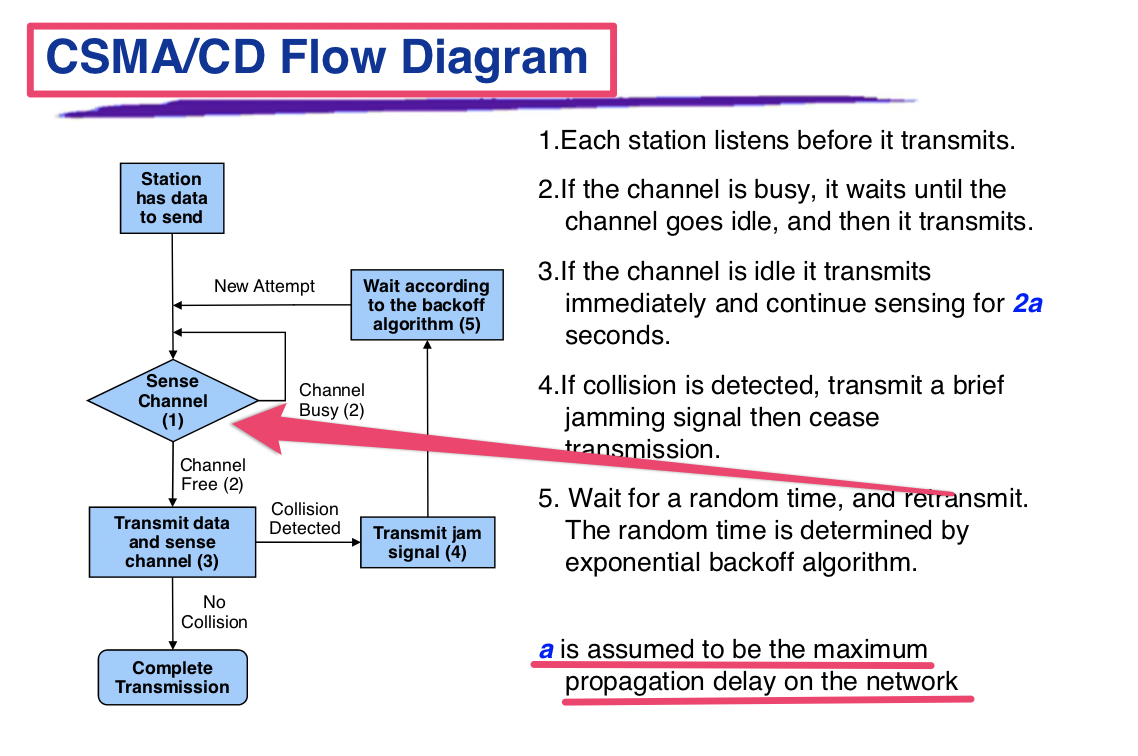 CSMA/CD Flow Diagram
Station
has data
to send
New Attempt
Wait according
to the backoff
algorithm (5)
Sense
Channel
(1)
Channel
Busy (2)
Channel
Free (2)
Transmit data
and sense
channel (3)
Collision
Detected
Transmit jam
signal (4)
No
Collision
Complete
Transmission
1.Each station listens before it transmits.
2.If the channel is busy, it waits until the
channel goes idle, and then it transmits.
3.If the channel is idle it transmits
immediately and continue sensing for 2a
seconds.
4.If collision is detected, transmit a brief
jamming signal then cease
transmission.
5. Wait for a random time, and retransmit.
The random time is determined by
exponential backoff algorithm.
a is assumed to be the maximum
propagation delay on the network